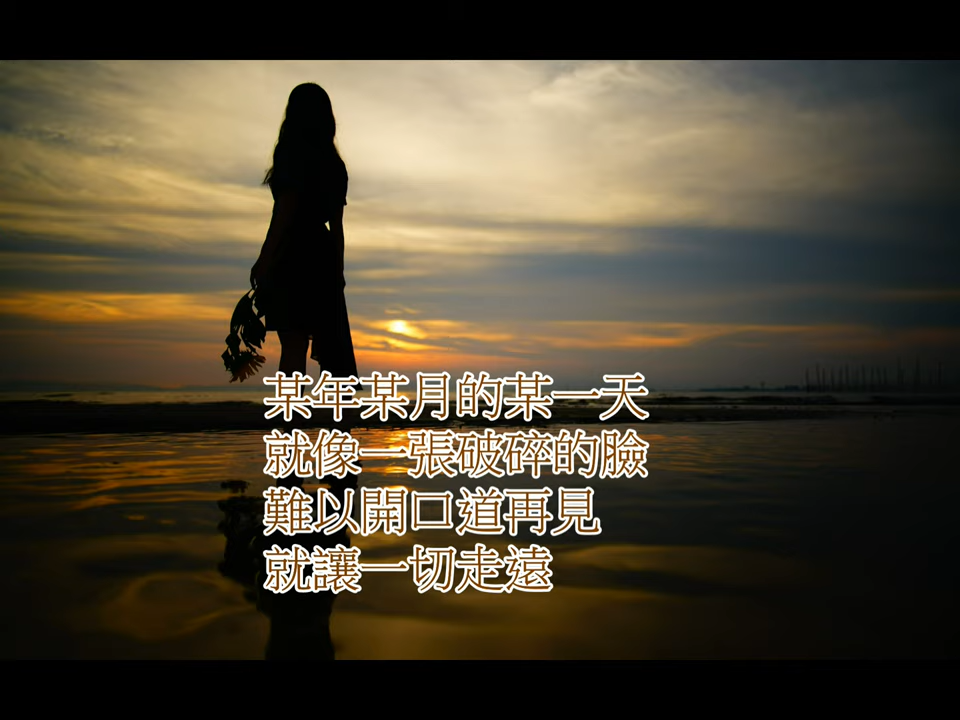 某年某月的某一天
就像一張破碎的臉
難以開口道再見
就讓一切走遠